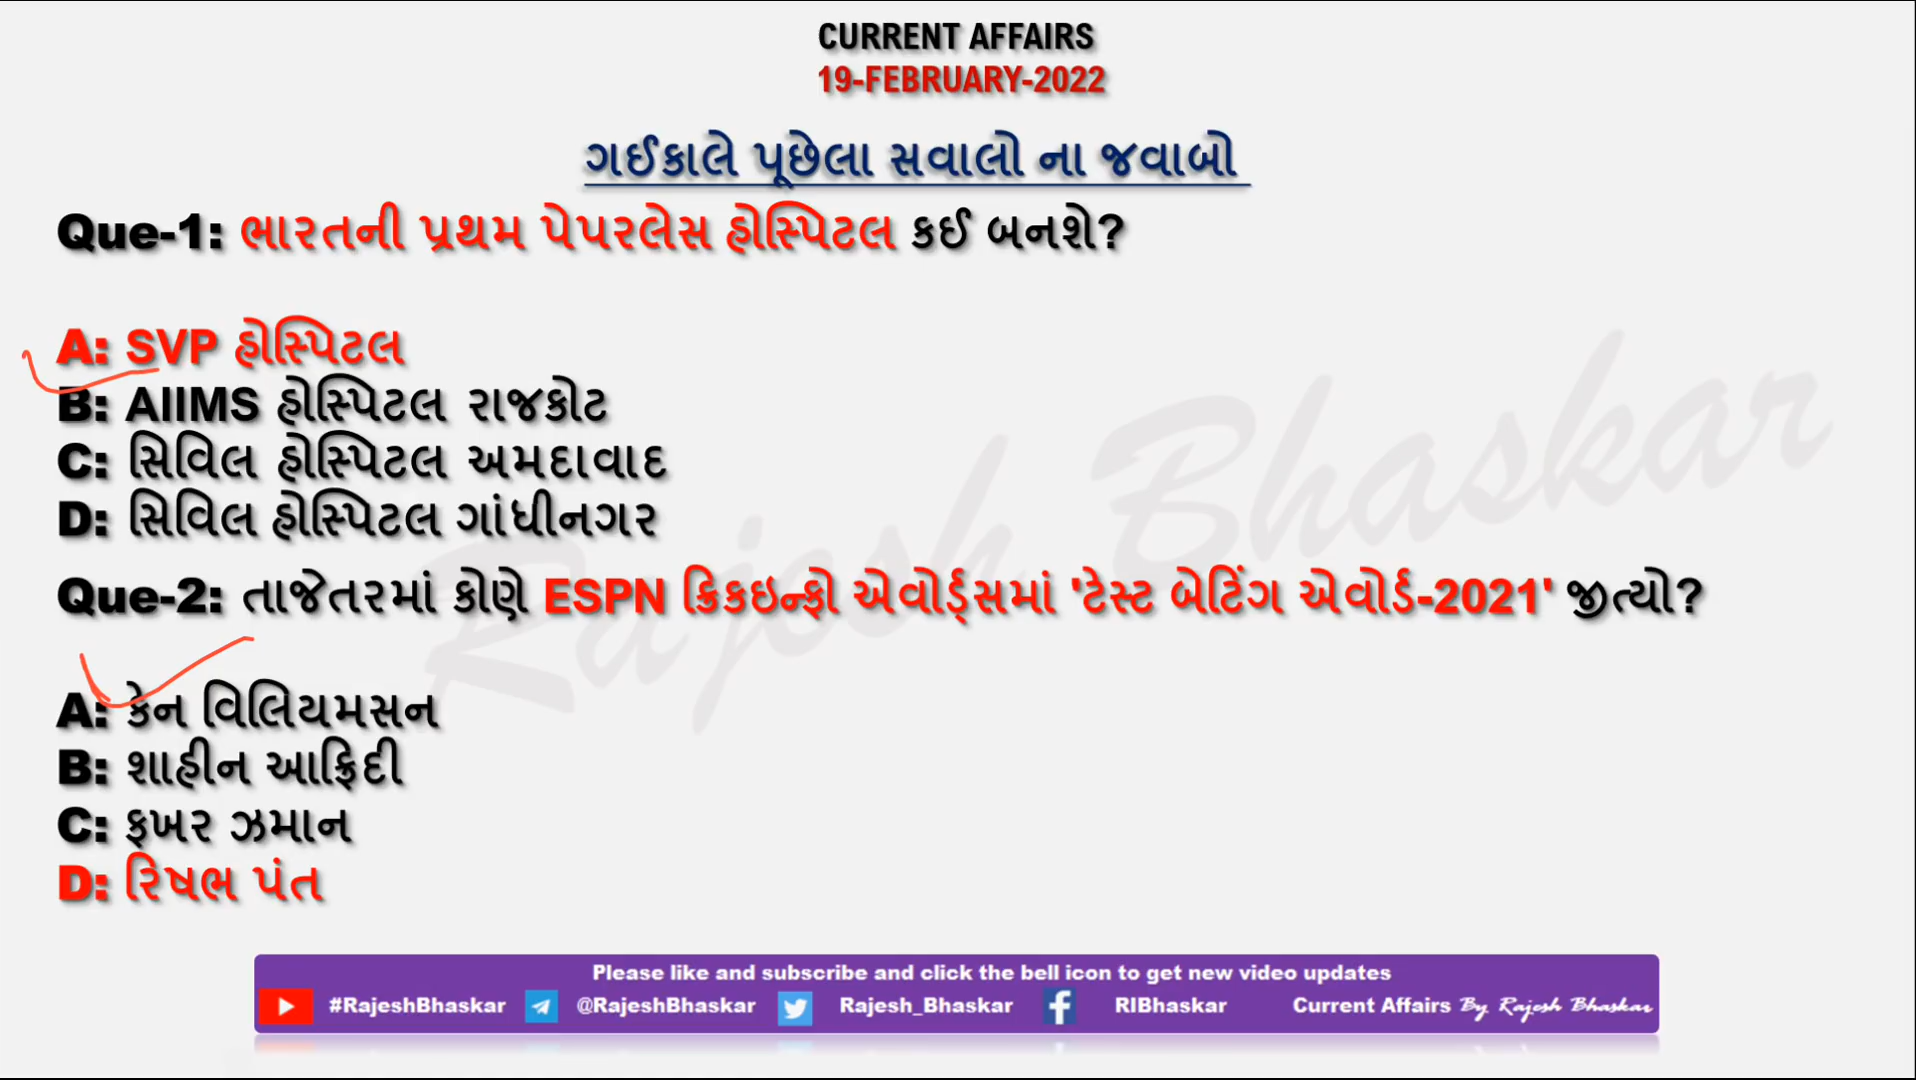 CURRENT AFFAIRS
19-FEBRUARY-2022
ગઈકાલે પૂછેલા સવાલો ના જવાબો
Que-1: ભારતની પ્રથમ પેપરલેસ હોસ્પિટલ કઈ બનશે?
A: SVP હોસ્પિટલ
B: AIIMS હોસ્પિટલ રાજકોટ
C: સિવિલ હોસ્પિટલ અમદાવાદ
D: સિવિલ હોસ્પિટલ ગાંધીનગર
Que-2: તાજેતરમાં કોણે ESPN ક્રિકઇન્ફો એવોર્ડ્સમાં 'ટેસ્ટ બેટિંગ એવોર્ડ-2021' જીત્યો?
A: કેન વિલિયમસન
B: શાહીન આફ્રિદી
C: ફખર ઝમાન
D: રિષભ પંત
Rajesh Bhaskar
Please like and subscribe and click the bell icon to get new video updates
#RajeshBhaskar @RajeshBhaskar Rajesh_Bhaskar RIBhaskar Current Affairs By Rajesh Bhaskar